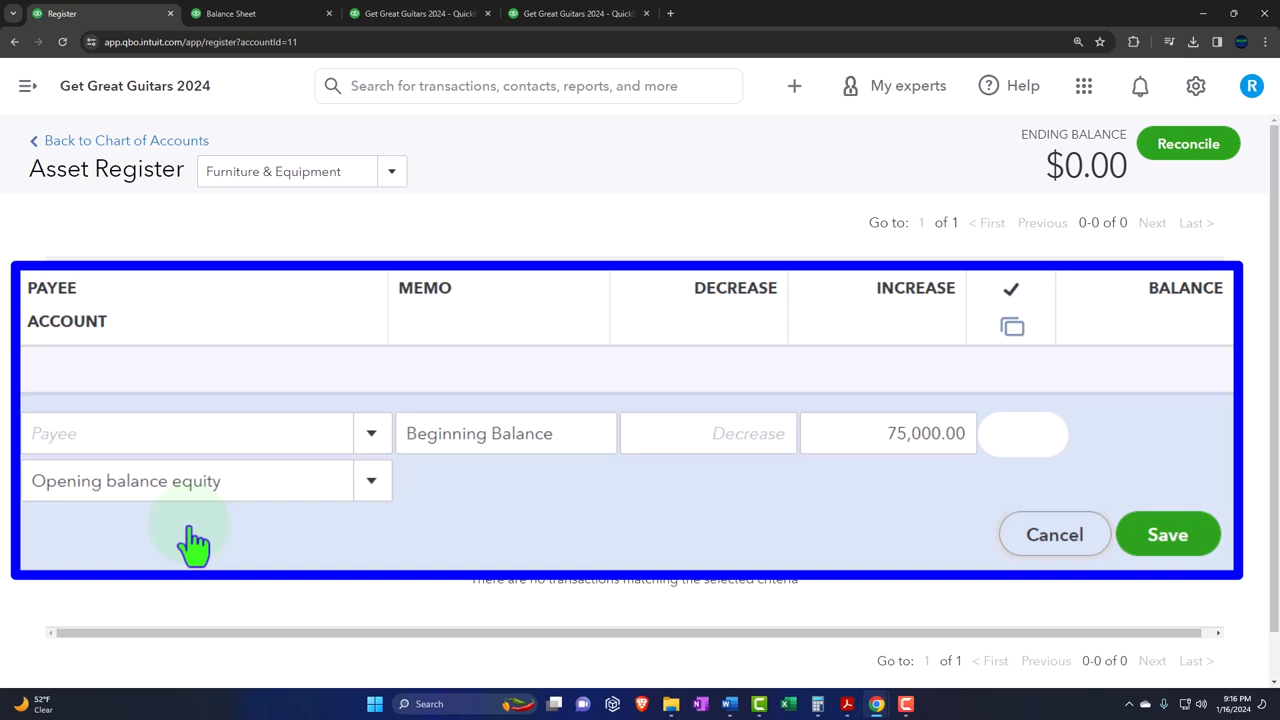 Register
Balance Sheet
Get Great Guitars 2024 - Quick
Get Great Guitars 2024 - Quick
app.qbo.intuit.com/app/register?accountId=11
Get Great Guitars 2024
Search for transactions, contacts, reports, and more
My experts
Help
R
Back to Chart of Accounts
ENDING BALANCE
Reconcile
Asset Register
Furniture & Equipment
$0.00
Go to: 1 of 1 < First Previous 0-0 of 0 Next Last >
PAYEE MEMO DECREASE INCREASE BALANCE
ACCOUNT
Payee Beginning Balance Decrease 75,000.00
Opening balance equity
Cancel Save
There are no transactions matching the selected criteria
Go to: 1 of 1 < First Previous 0-0 of 0 Next Last >
52°F
Clear
Search
9:16 PM
1/16/2024